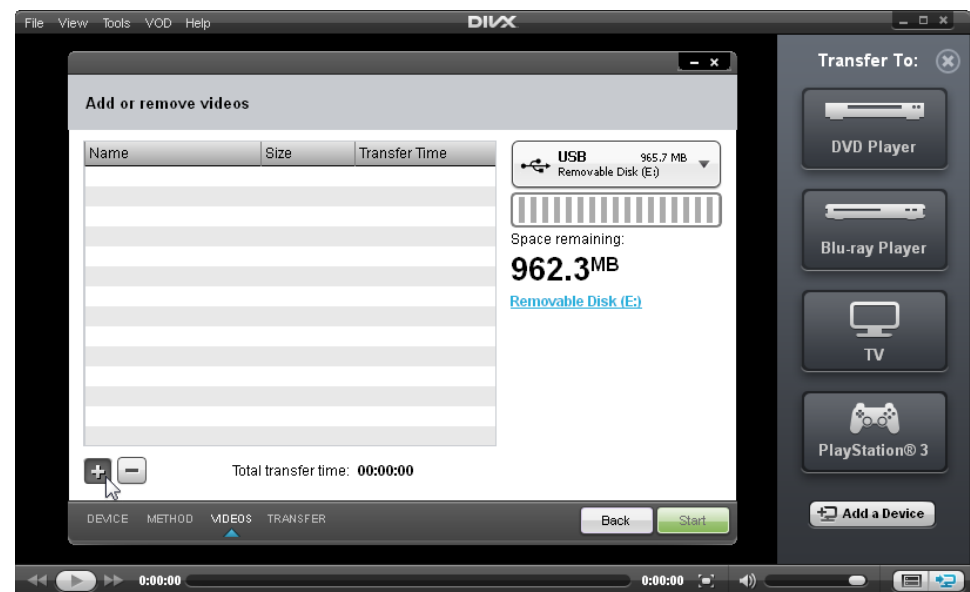 File View Tools VOD Help
DIVX
Transfer To:
Add or remove videos
Name Size Transfer Time
USB 965.7 MB
Removable Disk (E:)
Space remaining:
962.3MB
Removable Disk (E:)
DVD Player
Blu-ray Player
TV
PlayStation® 3
Add a Device
Total transfer time: 00:00:00
DEVICE METHOD VIDEOS TRANSFER
Back Start
0:00:00 0:00:00